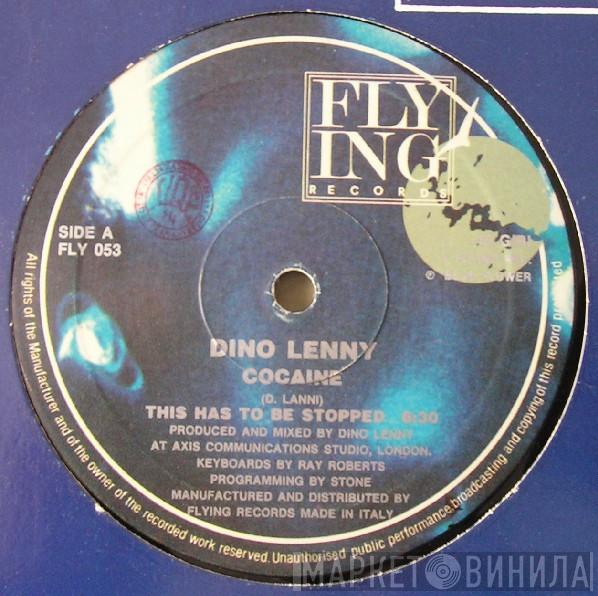 FLY
ING
RECORDS
SIDE A
FLY 053
DINO LENNY
COCAINE
(D. LANNI)
THIS HAS TO BE STOPPED 6:30
PRODUCED AND MIXED BY DINO LENNY
AT AXIS COMMUNICATIONS STUDIO, LONDON.
KEYBOARDS BY RAY ROBERTS
PROGRAMMING BY STONE
MANUFACTURED AND DISTRIBUTED BY
FLYING RECORDS MADE IN ITALY
All rights of the Manufacturer and of the owner of the recorded work reserved. Unauthorised public performance, broadcasting and copying of this record prohibited
МАРКЕТ ВИНИЛА